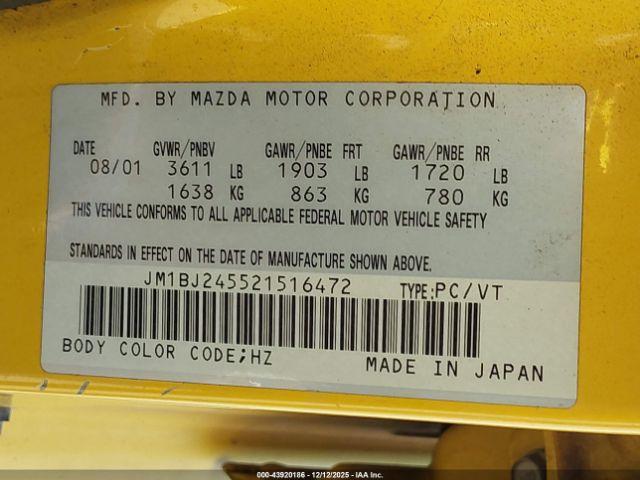 MFD. BY MAZDA MOTOR CORPORATION
DATE GVWR/PNBV GAWR/PNBE FRT GAWR/PNBE RR
08/01 3611 LB 1903 LB 1720 LB
1638 KG 863 KG 780 KG
THIS VEHICLE CONFORMS TO ALL APPLICABLE FEDERAL MOTOR VEHICLE SAFETY
STANDARDS IN EFFECT ON THE DATE OF MANUFACTURE SHOWN ABOVE.
JM1BJ245521516472 TYPE:PC/VT
BODY COLOR CODE;HZ MADE IN JAPAN
000-43920186 - 12/12/2025 - IAA Inc.